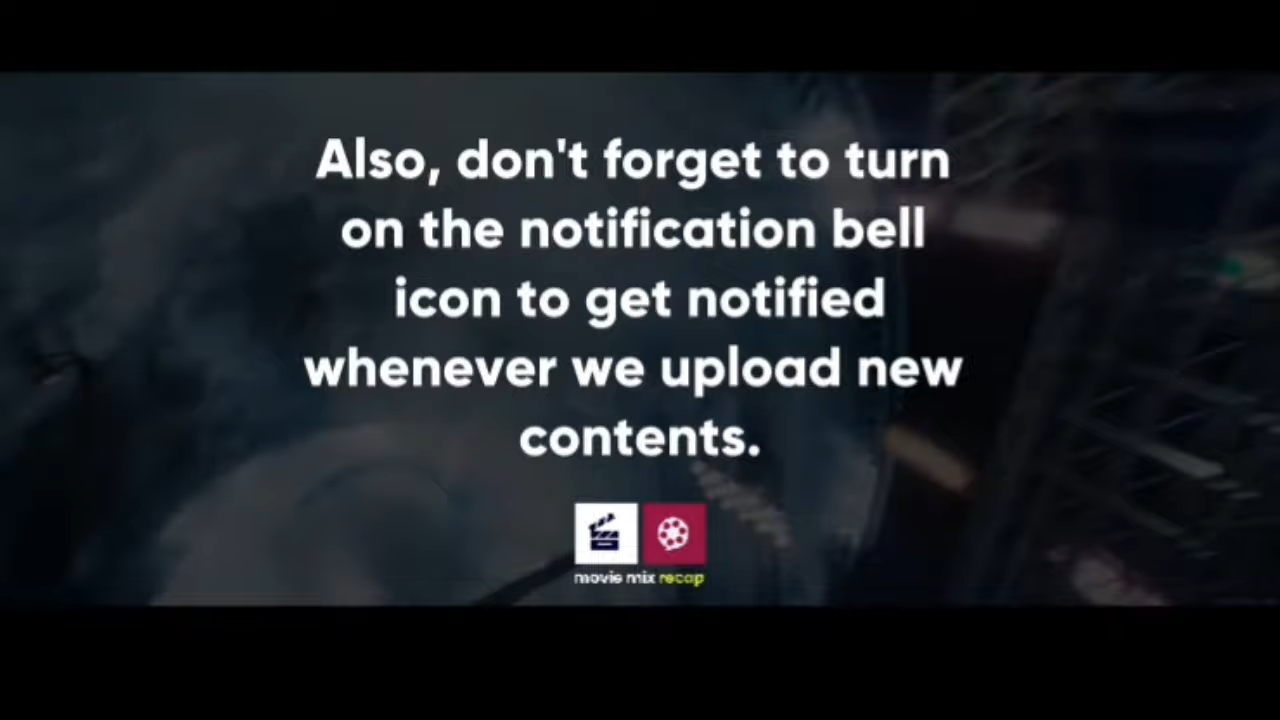 Also, don't forget to turn
on the notification bell
icon to get notified
whenever we upload new
contents.
movie mix recap